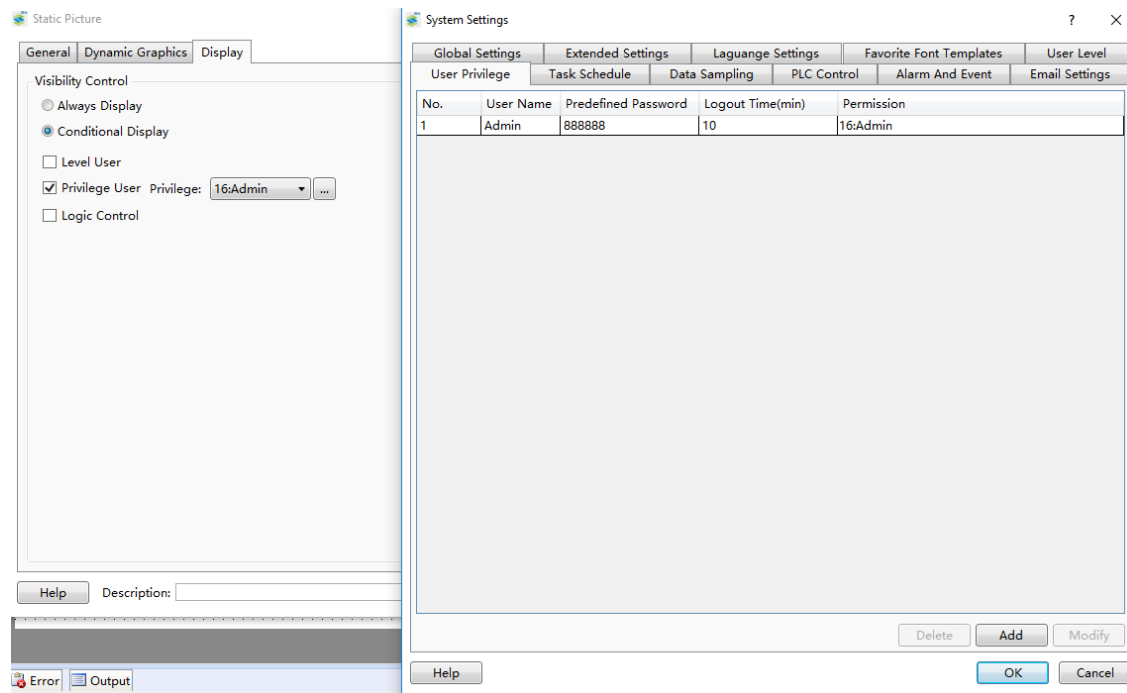 Static Picture
General Dynamic Graphics Display
Visibility Control
Always Display
Conditional Display
Level User
Privilege User Privilege: 16:Admin ...
Logic Control
Help Description:
Error Output
System Settings ?
Global Settings Extended Settings Laguange Settings Favorite Font Templates User Level
User Privilege Task Schedule Data Sampling PLC Control Alarm And Event Email Settings
No. User Name Predefined Password Logout Time(min) Permission
1 Admin 888888 10 16:Admin
Delete Add Modify
Help OK Cancel